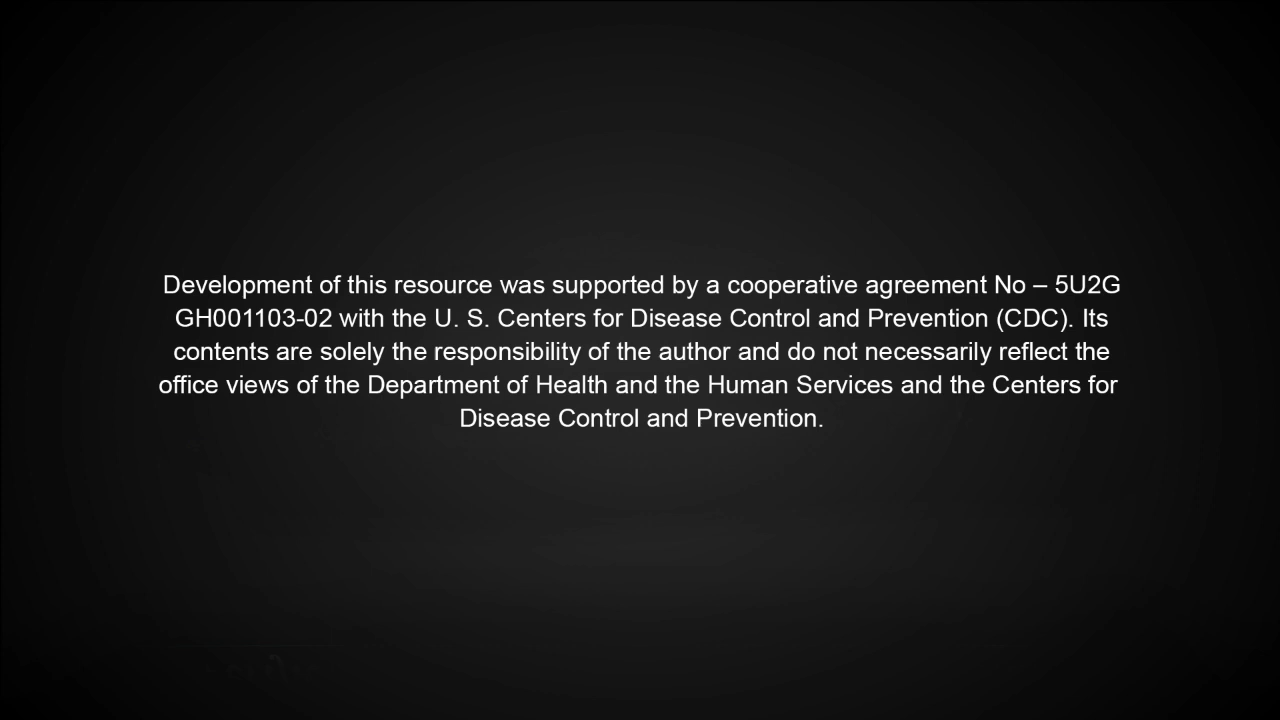 Development of this resource was supported by a cooperative agreement No – 5U2G
GH001103-02 with the U. S. Centers for Disease Control and Prevention (CDC). Its
contents are solely the responsibility of the author and do not necessarily reflect the
office views of the Department of Health and the Human Services and the Centers for
Disease Control and Prevention.